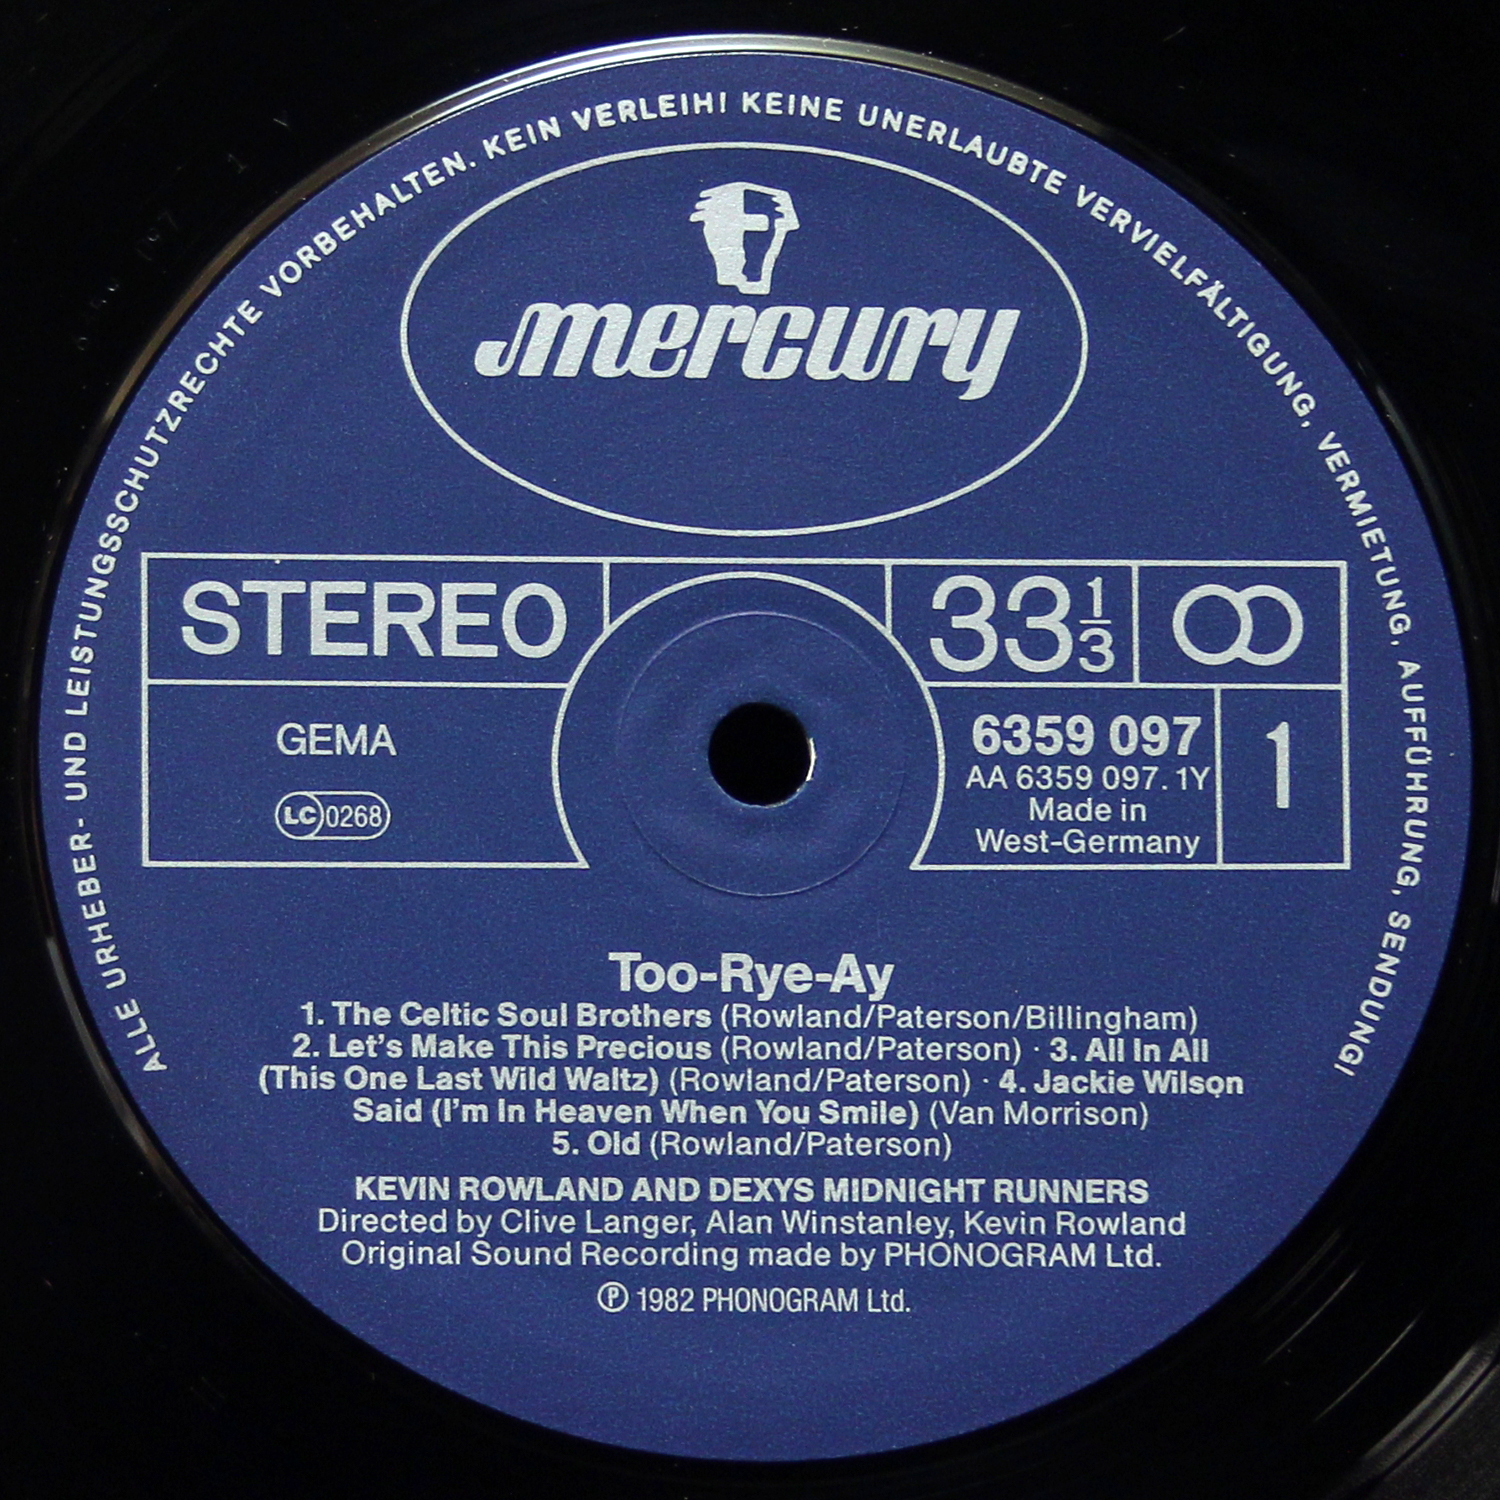 ALLE URHEBER- UND LEISTUNGSSCHUTZRECHTE VORBEHALTEN. KEIN VERLEIH! KEINE UNERLAUBTE VERVIELFÄLTIGUNG, VERMIETUNG, AUFFÜHRUNG, SENDUNG!
mercury
STEREO
33 1/3
GEMA
LC 0268
6359 097
AA 6359 097. 1Y
Made in
West-Germany
1
Too-Rye-Ay
1. The Celtic Soul Brothers (Rowland/Paterson/Billingham)
2. Let's Make This Precious (Rowland/Paterson) · 3. All In All
(This One Last Wild Waltz) (Rowland/Paterson) · 4. Jackie Wilson
Said (I'm In Heaven When You Smile) (Van Morrison)
5. Old (Rowland/Paterson)
KEVIN ROWLAND AND DEXYS MIDNIGHT RUNNERS
Directed by Clive Langer, Alan Winstanley, Kevin Rowland
Original Sound Recording made by PHONOGRAM Ltd.
℗ 1982 PHONOGRAM Ltd.